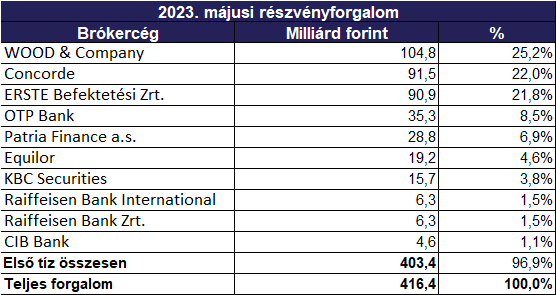 2023. májusi részvényforgalom
Brókercég Milliárd forint %
WOOD & Company 104,8 25,2%
Concorde 91,5 22,0%
ERSTE Befektetési Zrt. 90,9 21,8%
OTP Bank 35,3 8,5%
Patria Finance a.s. 28,8 6,9%
Equilor 19,2 4,6%
KBC Securities 15,7 3,8%
Raiffeisen Bank International 6,3 1,5%
Raiffeisen Bank Zrt. 6,3 1,5%
CIB Bank 4,6 1,1%
Első tíz összesen 403,4 96,9%
Teljes forgalom 416,4 100,0%